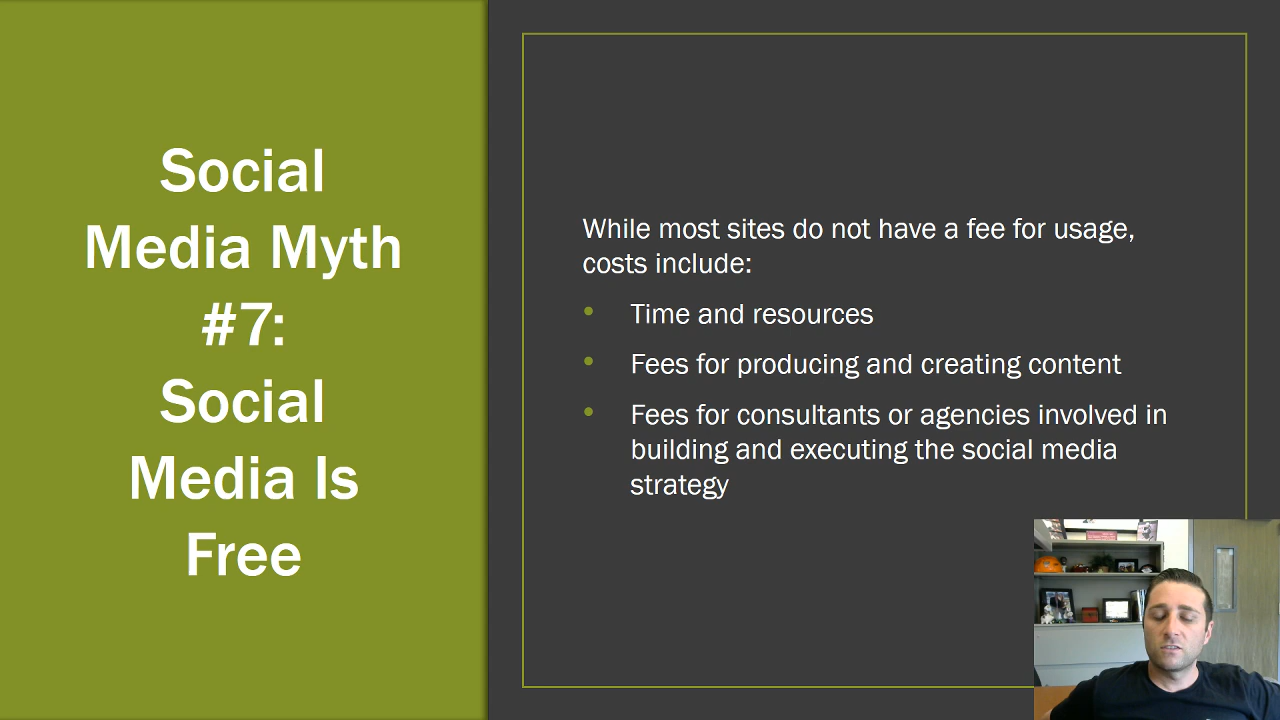 Social
Media Myth
#7:
Social
Media Is
Free
While most sites do not have a fee for usage,
costs include:
• Time and resources
• Fees for producing and creating content
• Fees for consultants or agencies involved in
building and executing the social media
strategy